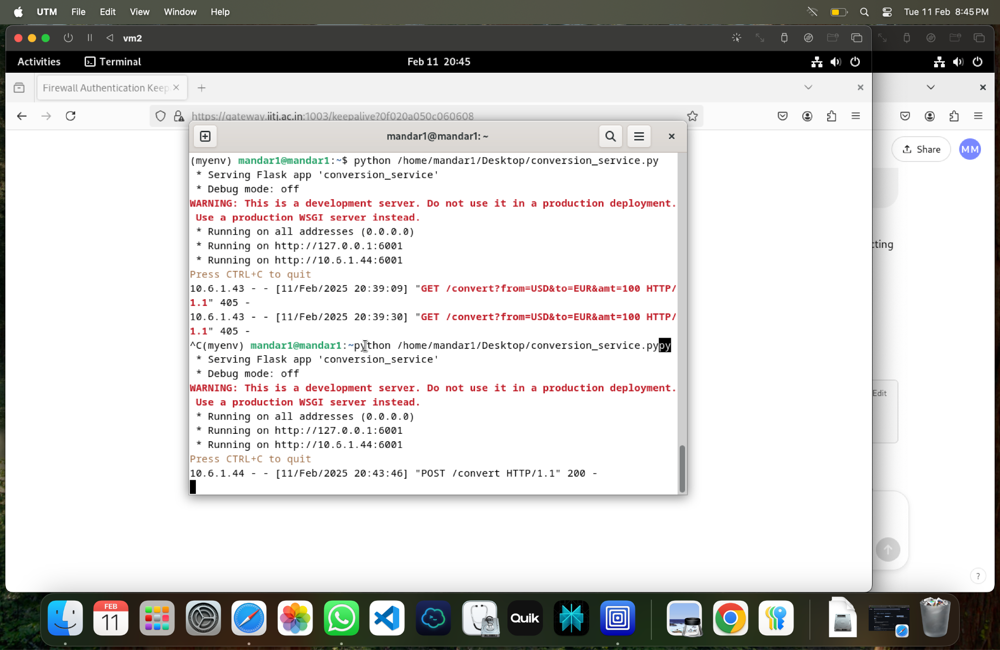 UTM File Edit View Window Help Tue 11 Feb 8:45 PM
vm2
Activities Terminal Feb 11 20:45
Firewall Authentication Keep
https://gateway.iitj.ac.in:1003/keepalive?0f020a050c060608
mandar1@mandar1: ~
Share MM
(myenv) mandar1@mandar1:~$ python /home/mandar1/Desktop/conversion_service.py
 * Serving Flask app 'conversion_service'
 * Debug mode: off
WARNING: This is a development server. Do not use it in a production deployment.
 Use a production WSGI server instead.
 * Running on all addresses (0.0.0.0)
 * Running on http://127.0.0.1:6001
 * Running on http://10.6.1.44:6001
Press CTRL+C to quit
10.6.1.43 - - [11/Feb/2025 20:39:09] "GET /convert?from=USD&to=EUR&amt=100 HTTP/
1.1" 405 -
10.6.1.43 - - [11/Feb/2025 20:39:30] "GET /convert?from=USD&to=EUR&amt=100 HTTP/
1.1" 405 -
^C(myenv) mandar1@mandar1:~python /home/mandar1/Desktop/conversion_service.pypy
 * Serving Flask app 'conversion_service'
 * Debug mode: off
WARNING: This is a development server. Do not use it in a production deployment.
 Use a production WSGI server instead.
 * Running on all addresses (0.0.0.0)
 * Running on http://127.0.0.1:6001
 * Running on http://10.6.1.44:6001
Press CTRL+C to quit
10.6.1.44 - - [11/Feb/2025 20:43:46] "POST /convert HTTP/1.1" 200 -
cting
Edit
?
FEB
11
Quik